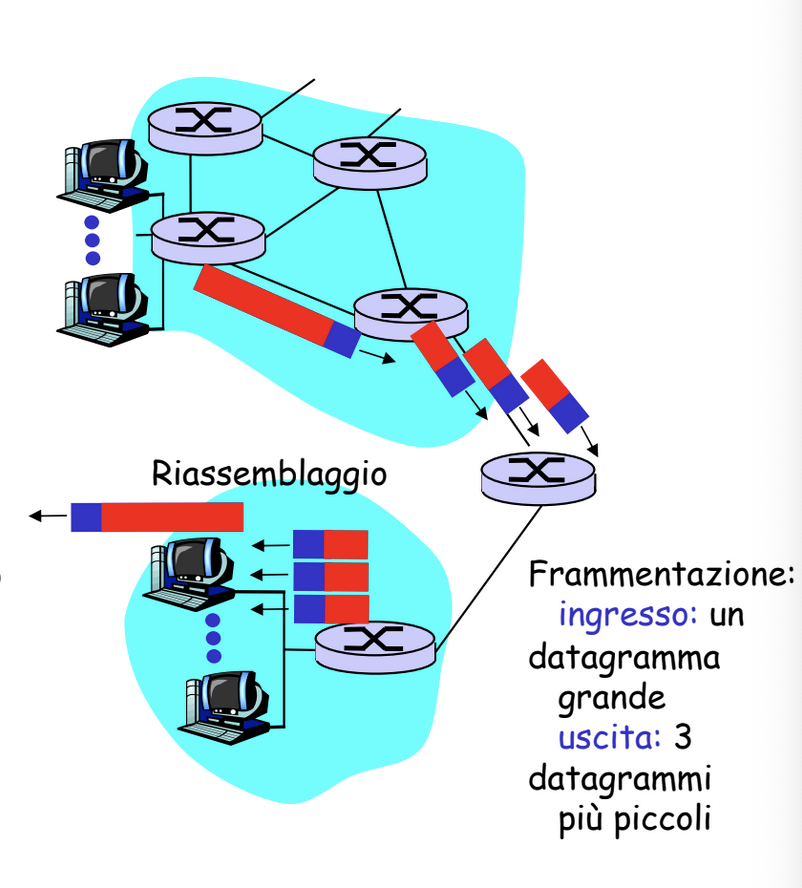 Riassemblaggio
Frammentazione:
ingresso: un
datagramma
grande
uscita: 3
datagrammi
più piccoli